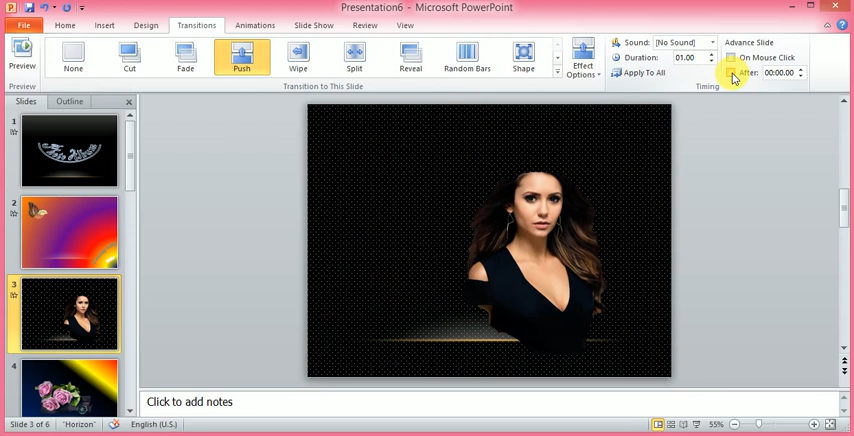 Presentation6 - Microsoft PowerPoint
File Home Insert Design Transitions Animations Slide Show Review View
Preview None Cut Fade Push Wipe Split Reveal Random Bars Shape Effect Options
Sound: [No Sound] Advance Slide
Duration: 01.00 On Mouse Click
Apply To All After: 00:00.00
Preview Transition to This Slide Timing
Slides Outline
1
Photo Album
2
3
4
Click to add notes
Slide 3 of 6 "Horizon" English (U.S.) 55%